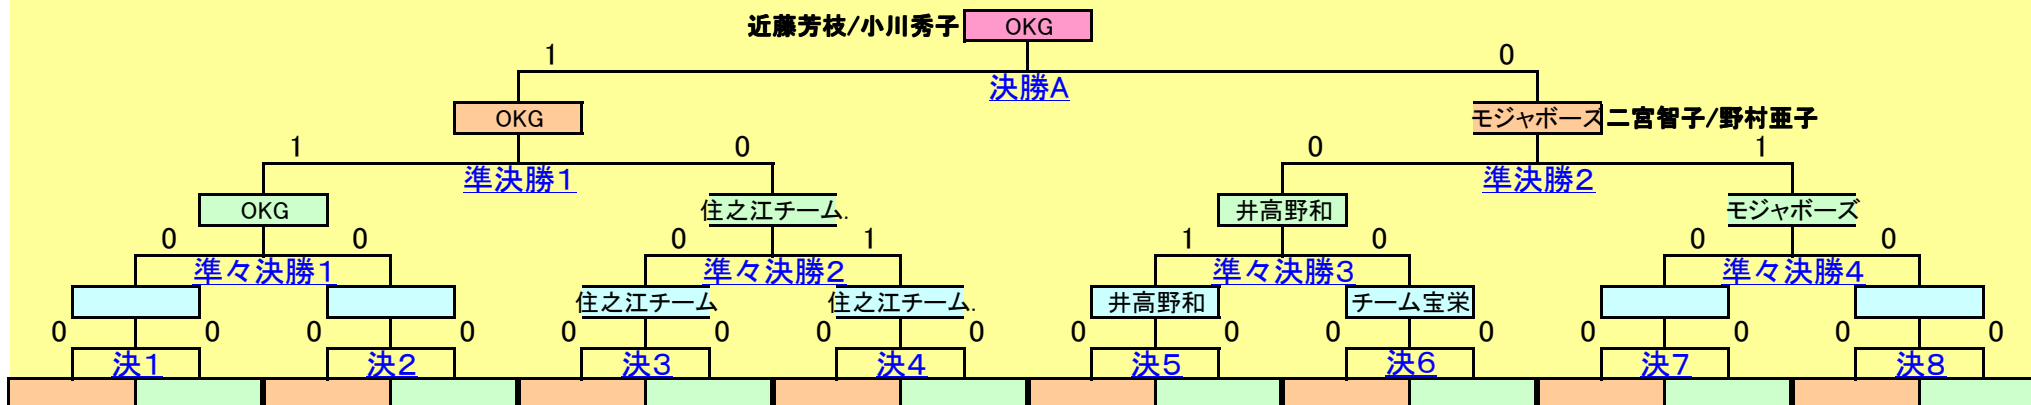 近藤芳枝/小川秀子 OKG
1 0
決勝A
OKG モジャボーズ 二宮智子/野村亜子
1 0 0 1
準決勝1 準決勝2
OKG 住之江チーム. 井高野和 モジャボーズ
0 0 0 1 1 0 0 0
準々決勝1 準々決勝2 準々決勝3 準々決勝4
住之江チーム 住之江チーム. 井高野和 チーム宝栄
0 0 0 0 0 0 0 0 0 0 0 0 0 0 0 0
決1 決2 決3 決4 決5 決6 決7 決8